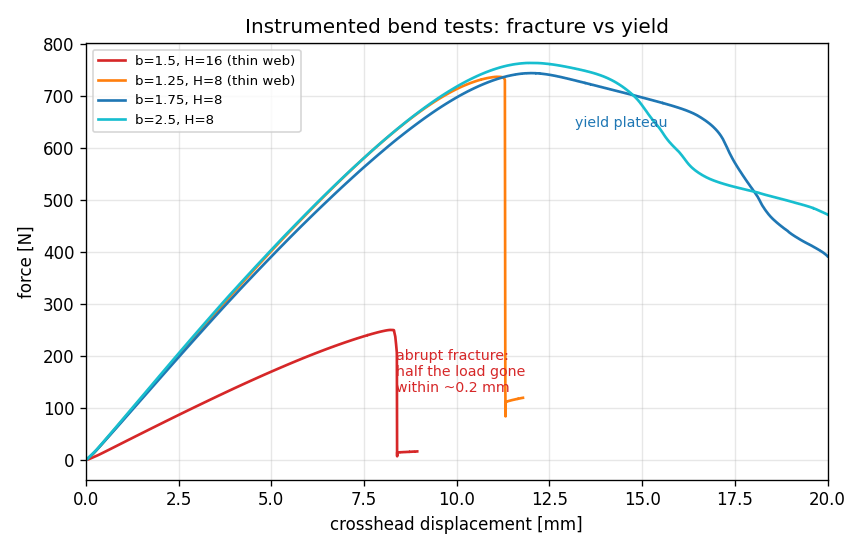 Instrumented bend tests: fracture vs yield
b=1.5, H=16 (thin web)
b=1.25, H=8 (thin web)
b=1.75, H=8
b=2.5, H=8
yield plateau
abrupt fracture:
half the load gone
within ~0.2 mm
force [N]
800
700
600
500
400
300
200
100
0
0.0 2.5 5.0 7.5 10.0 12.5 15.0 17.5 20.0
crosshead displacement [mm]